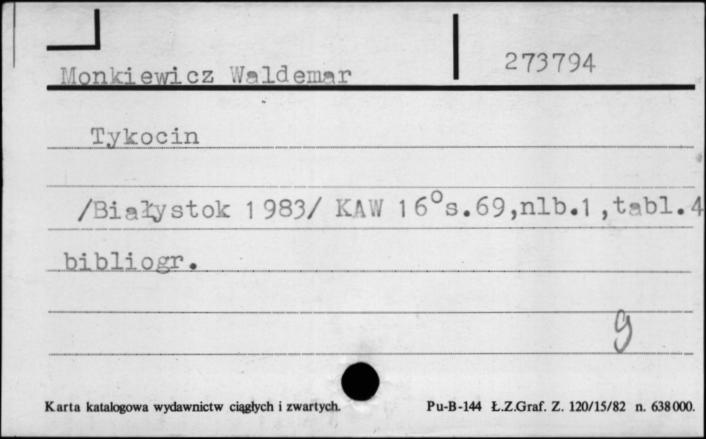 273794
Monkiewicz Waldemar
Tykocin
/Białystok 1983/ KAW 16°s.69,nlb.1,tabl.4
bibliogr.
g
Karta katalogowa wydawnictw ciągłych i zwartych. Pu-B-144 Ł.Z.Graf. Z. 120/15/82 n. 638000.